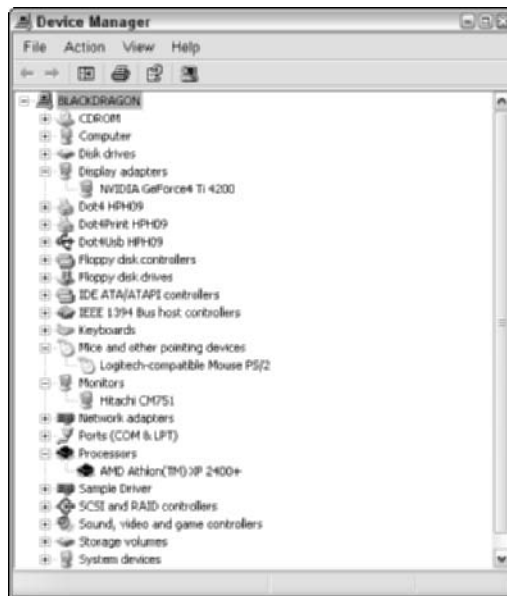 Device Manager
File Action View Help
BLACKDRAGON
CDROM
Computer
Disk drives
Display adapters
NVIDIA GeForce4 Ti 4200
Dot4 HPH09
Dot4Print HPH09
Dot4Usb HPH09
Floppy disk controllers
Floppy disk drives
IDE ATA/ATAPI controllers
IEEE 1394 Bus host controllers
Keyboards
Mice and other pointing devices
Logitech-compatible Mouse PS/2
Monitors
Hitachi CM751
Network adapters
Ports (COM & LPT)
Processors
AMD Athlon(TM) XP 2400+
Sample Driver
SCSI and RAID controllers
Sound, video and game controllers
Storage volumes
System devices